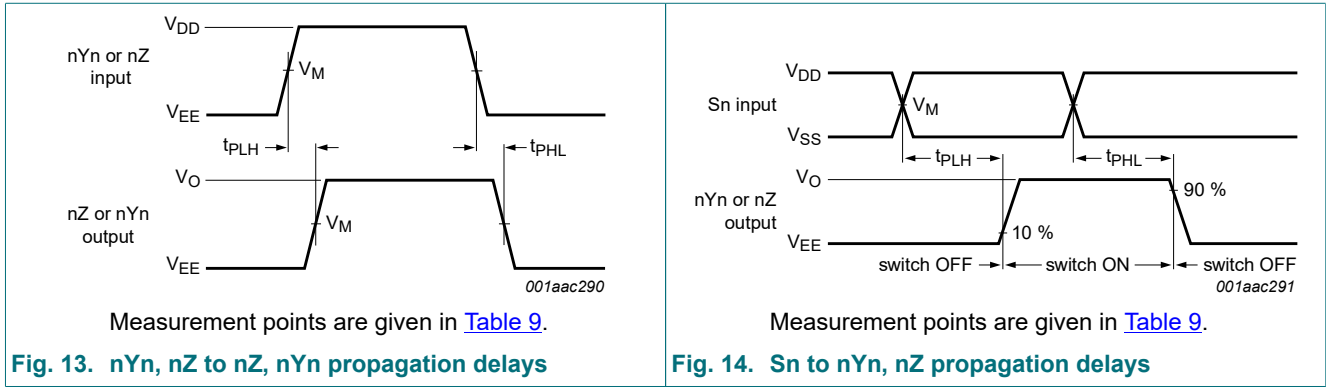 VDD
nYn or nZ
input
VM
VEE
tPLH
tPHL
VO
nZ or nYn
output
VM
VEE
001aac290
Measurement points are given in Table 9.
Fig. 13. nYn, nZ to nZ, nYn propagation delays
VDD
Sn input
VM
VSS
tPLH
tPHL
VO
nYn or nZ
output
90 %
10 %
VEE
switch OFF
switch ON
switch OFF
001aac291
Measurement points are given in Table 9.
Fig. 14. Sn to nYn, nZ propagation delays